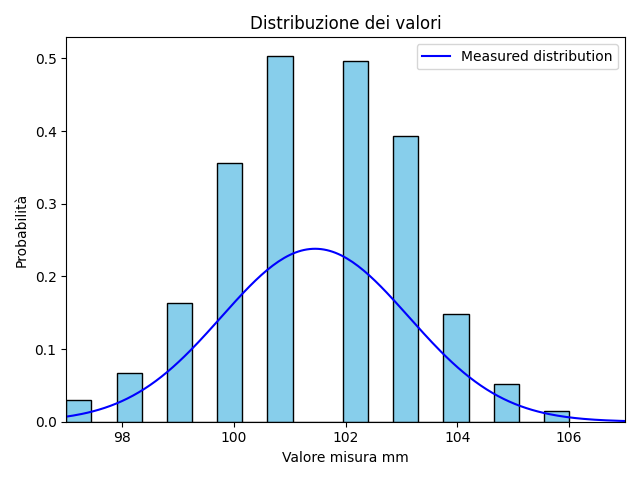 Distribuzione dei valori
Measured distribution
Probabilità
0.5
0.4
0.3
0.2
0.1
0.0
98 100 102 104 106
Valore misura mm